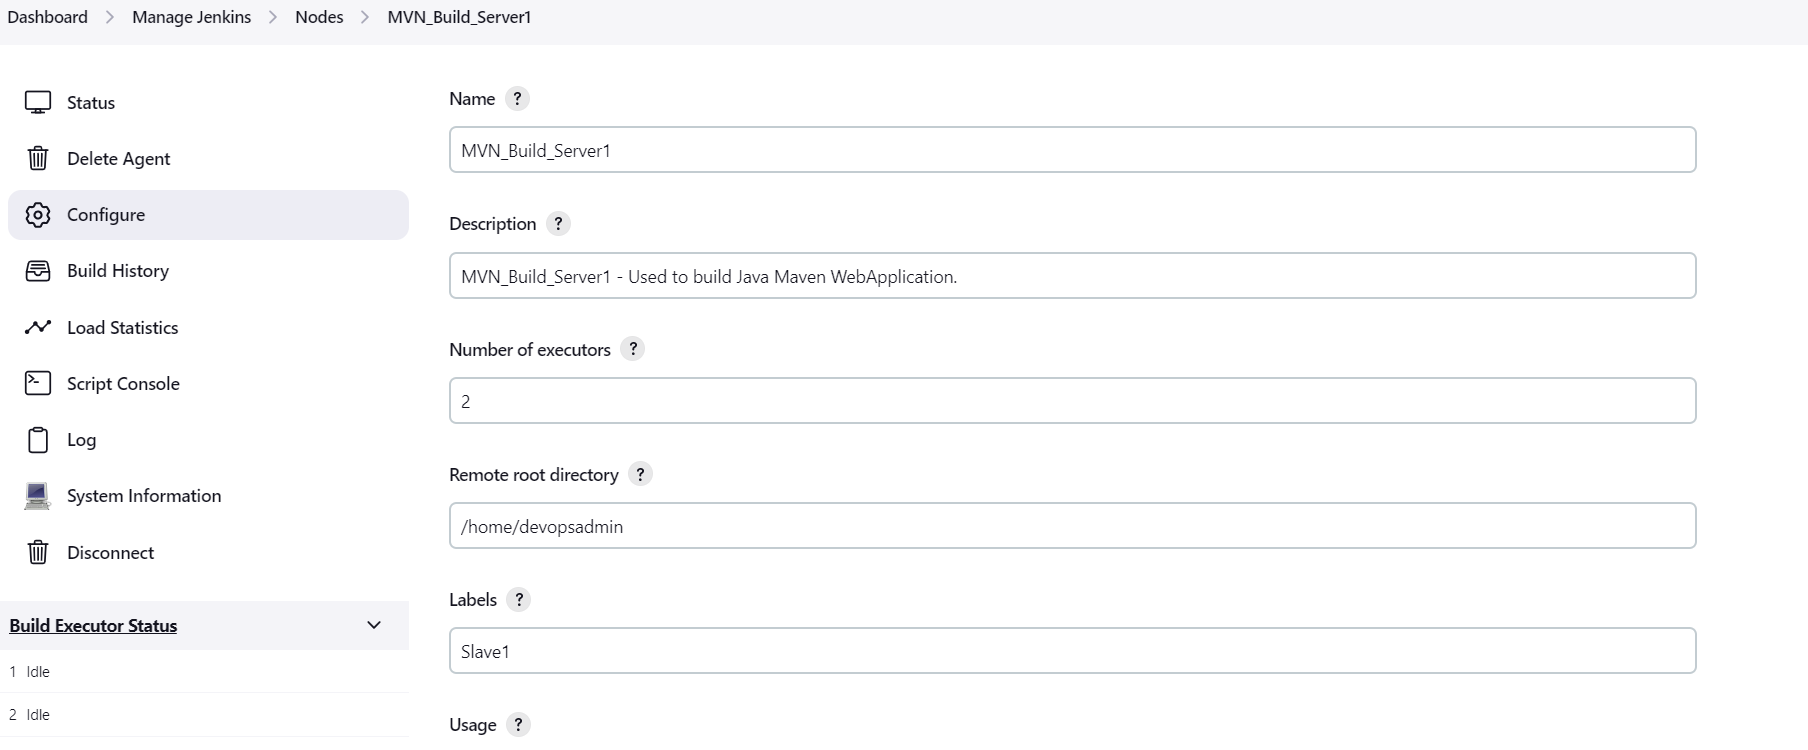 Dashboard > Manage Jenkins > Nodes > MVN_Build_Server1
Status
Delete Agent
Configure
Build History
Load Statistics
Script Console
Log
System Information
Disconnect
Build Executor Status
1 Idle
2 Idle
Name ?
MVN_Build_Server1
Description ?
MVN_Build_Server1 - Used to build Java Maven WebApplication.
Number of executors ?
2
Remote root directory ?
/home/devopsadmin
Labels ?
Slave1
Usage ?